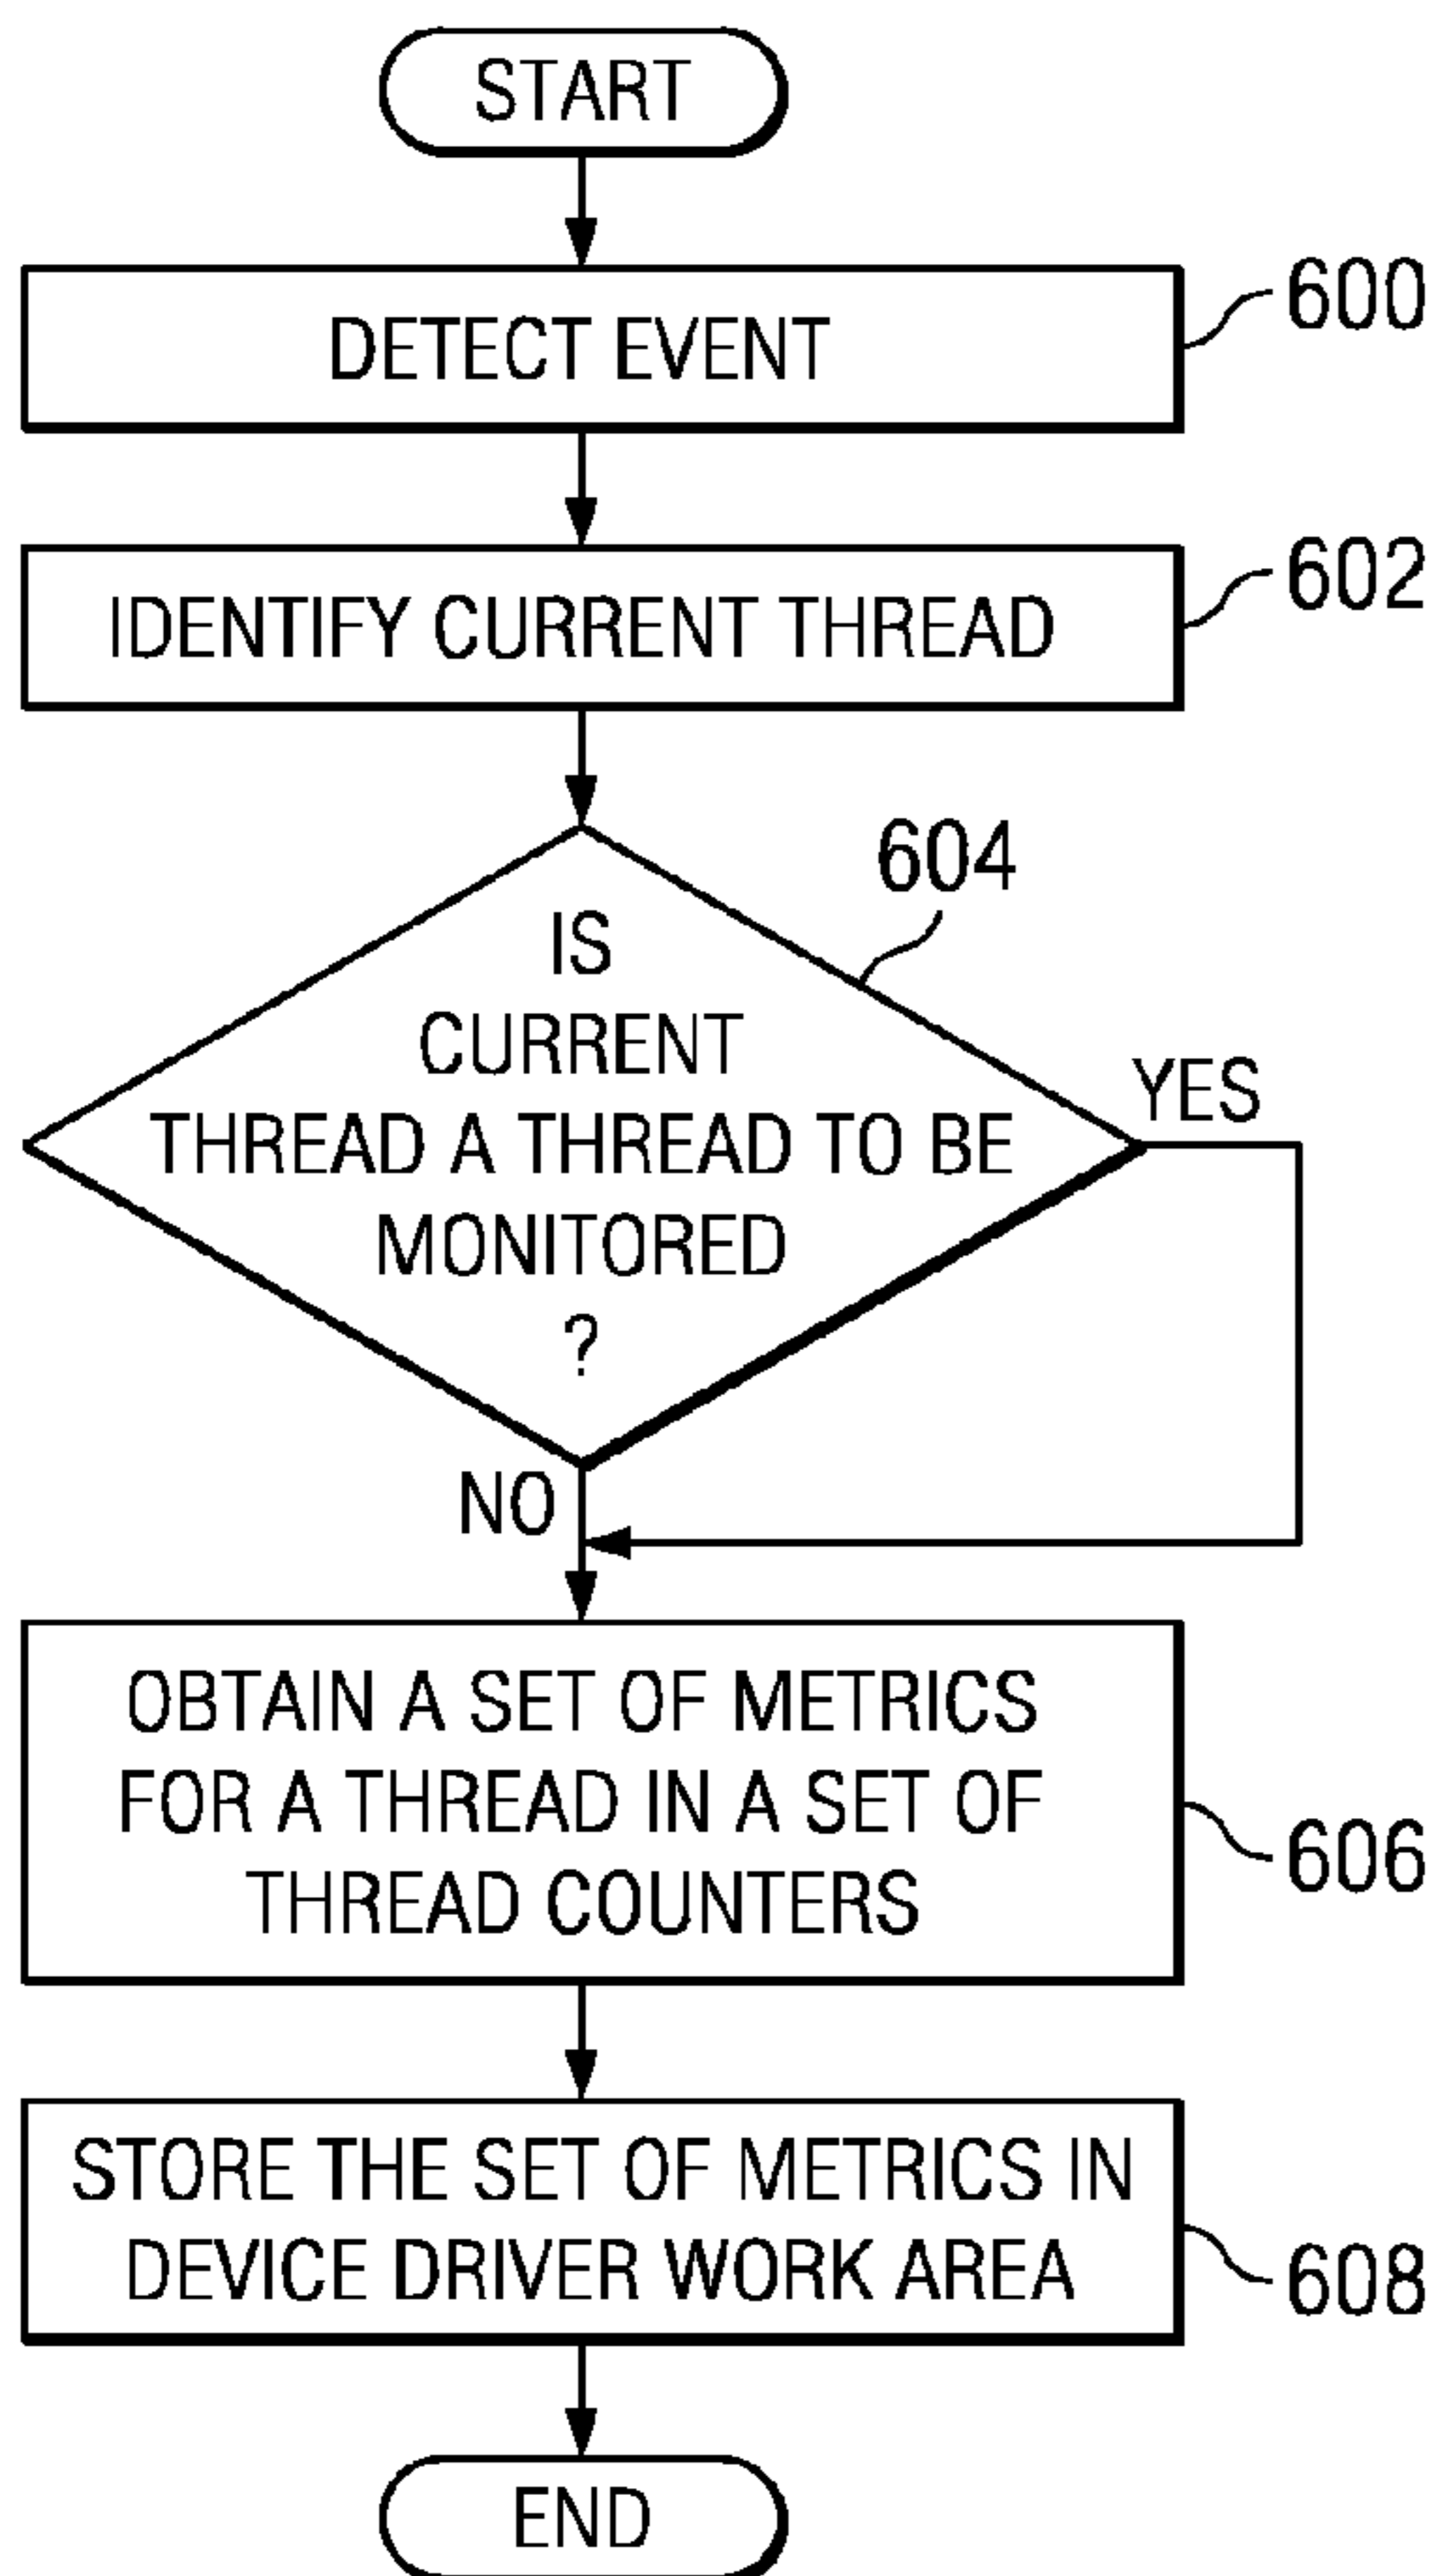 START
DETECT EVENT
600
IDENTIFY CURRENT THREAD
602
604
IS
CURRENT
THREAD A THREAD TO BE
MONITORED
?
YES
NO
OBTAIN A SET OF METRICS
FOR A THREAD IN A SET OF
THREAD COUNTERS
606
STORE THE SET OF METRICS IN
DEVICE DRIVER WORK AREA
608
END